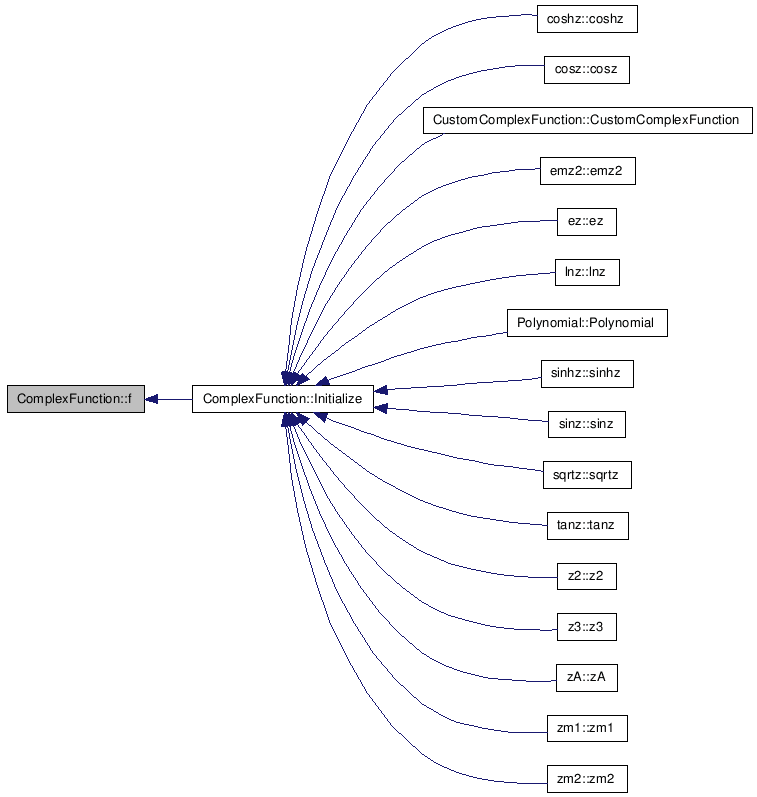 coshz::coshz
cosz::cosz
CustomComplexFunction::CustomComplexFunction
emz2::emz2
ez::ez
lnz::lnz
Polynomial::Polynomial
sinhz::sinhz
ComplexFunction::f
ComplexFunction::Initialize
sinz::sinz
sqrtz::sqrtz
tanz::tanz
z2::z2
z3::z3
zA::zA
zm1::zm1
zm2::zm2